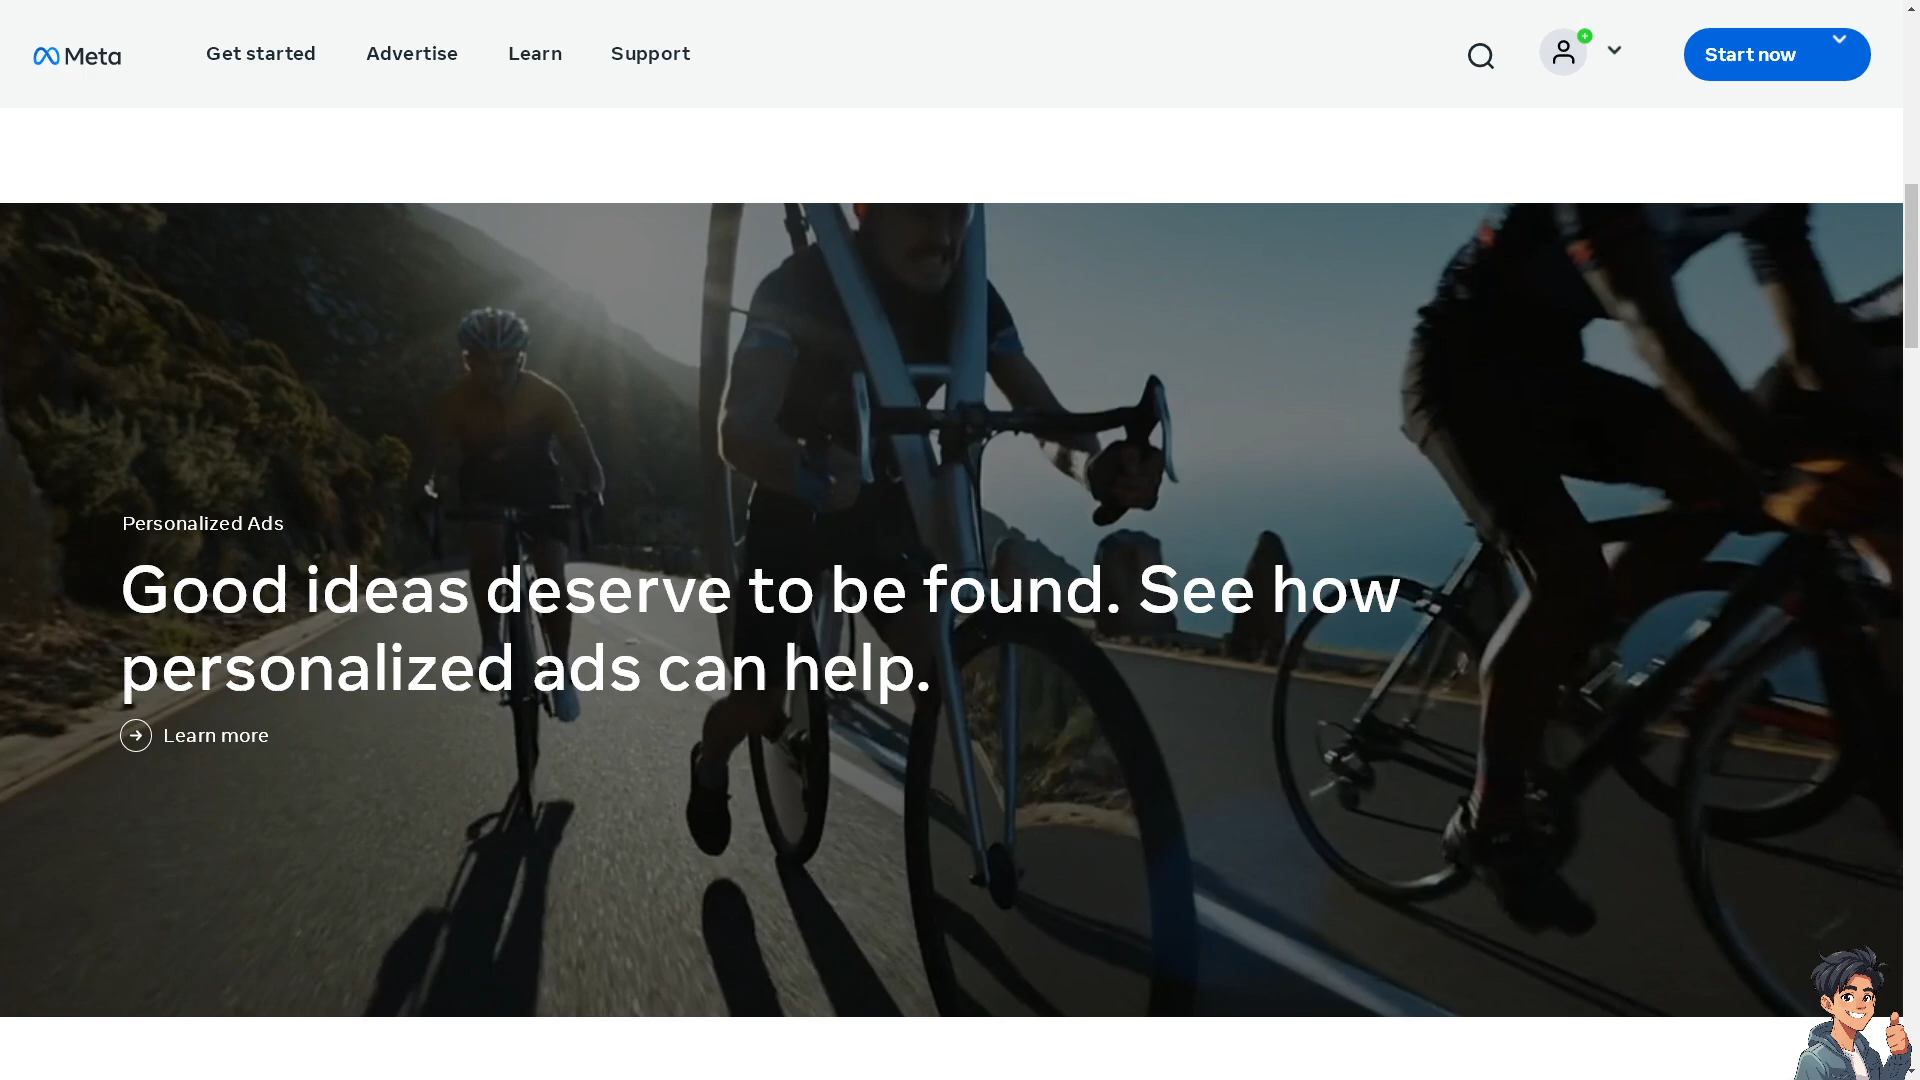 Meta
Get started
Advertise
Learn
Support
Start now
Personalized Ads
Good ideas deserve to be found. See how
personalized ads can help.
Learn more